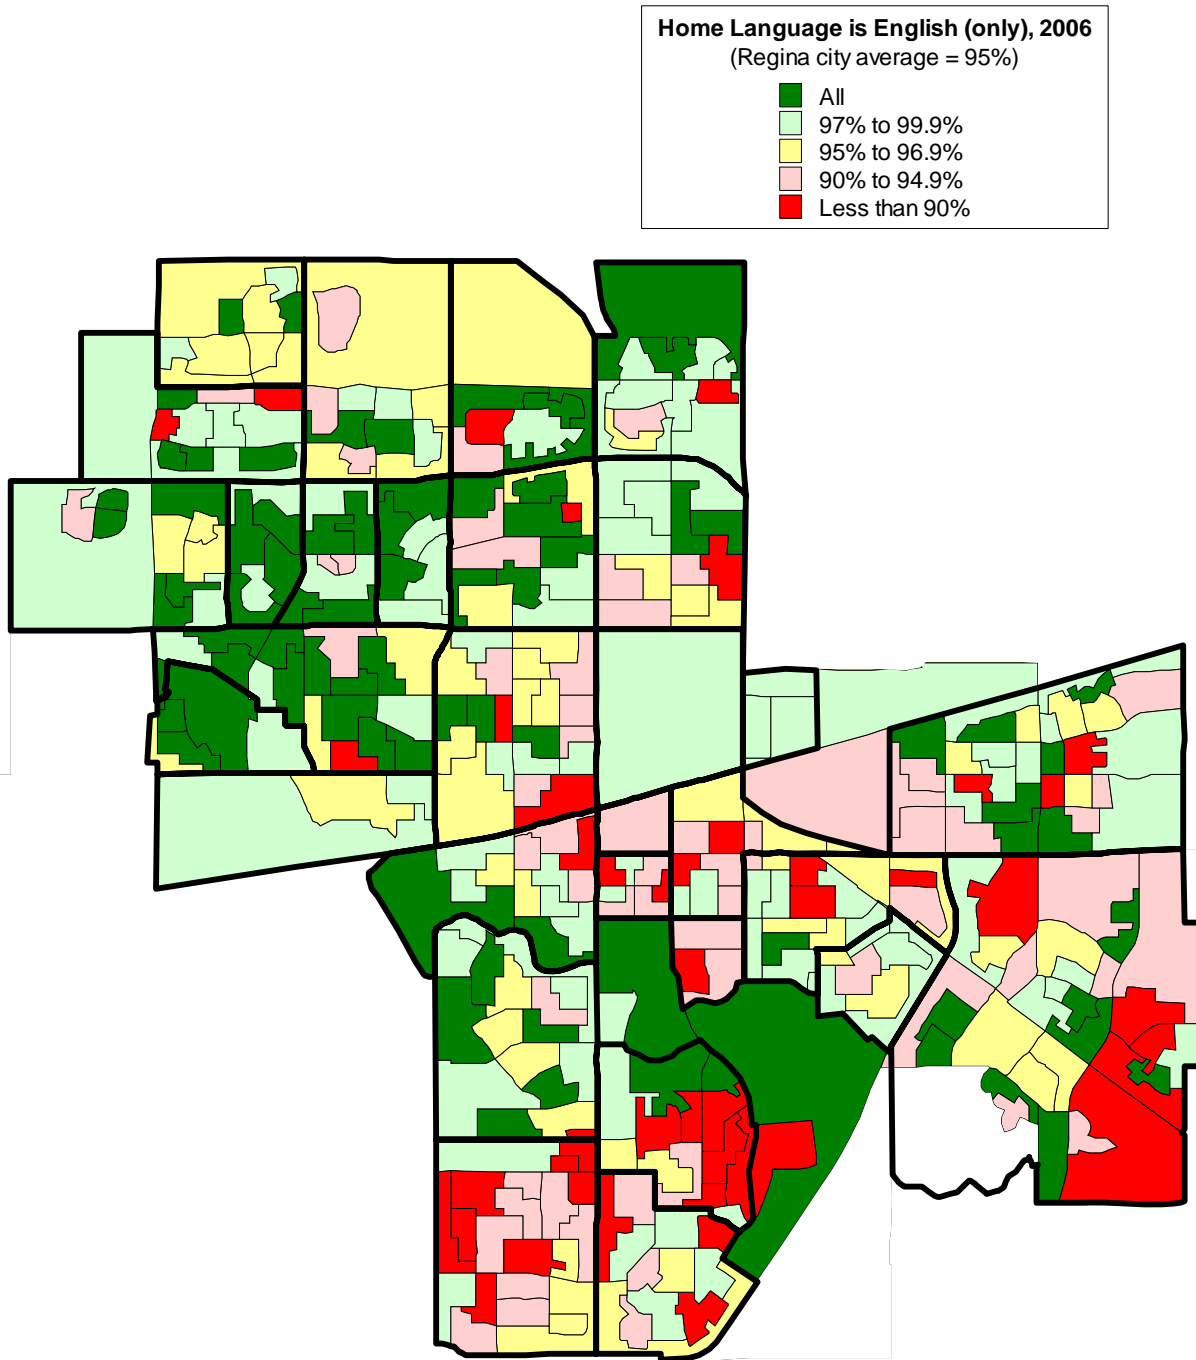 Home Language is English (only), 2006
(Regina city average = 95%)
All
97% to 99.9%
95% to 96.9%
90% to 94.9%
Less than 90%